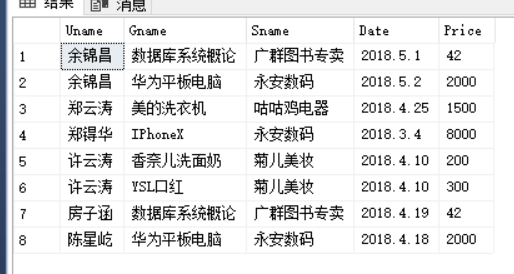 结果 消息
Uname Gname Sname Date Price
1 余锦昌 数据库系统概论 广群图书专卖 2018.5.1 42
2 余锦昌 华为平板电脑 永安数码 2018.5.2 2000
3 郑云涛 美的洗衣机 咕咕鸡电器 2018.4.25 1500
4 郑得华 IPhoneX 永安数码 2018.3.4 8000
5 许云涛 香奈儿洗面奶 菊儿美妆 2018.4.10 200
6 许云涛 YSL口红 菊儿美妆 2018.4.10 300
7 房子涵 数据库系统概论 广群图书专卖 2018.4.19 42
8 陈星屹 华为平板电脑 永安数码 2018.4.18 2000